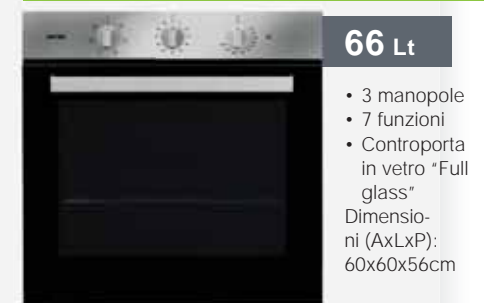 66 Lt
• 3 manopole
• 7 funzioni
• Controporta
in vetro "Full
glass"
Dimensio-
ni (AxLxP):
60x60x56cm